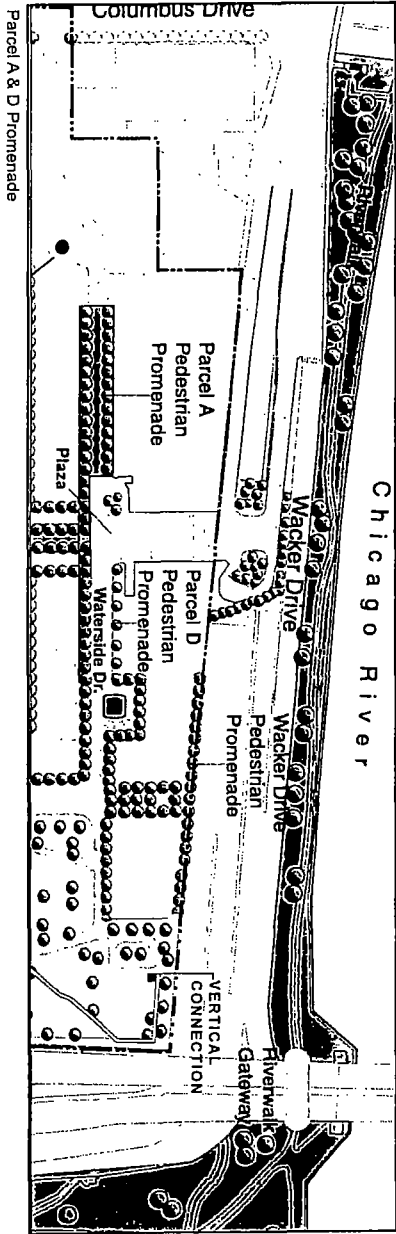 Columbus Drive
Riverwalk
Chicago River
Parcel A
Pedestrian
Promenade
Plaza
Wacker Drive
Parcel D
Pedestrian
Promenade
Waterside Dr.
Wacker Drive
Pedestrian
Promenade
VERTICAL
CONNECTION
Riverwalk
Gateway
Parcel A & D Promenade